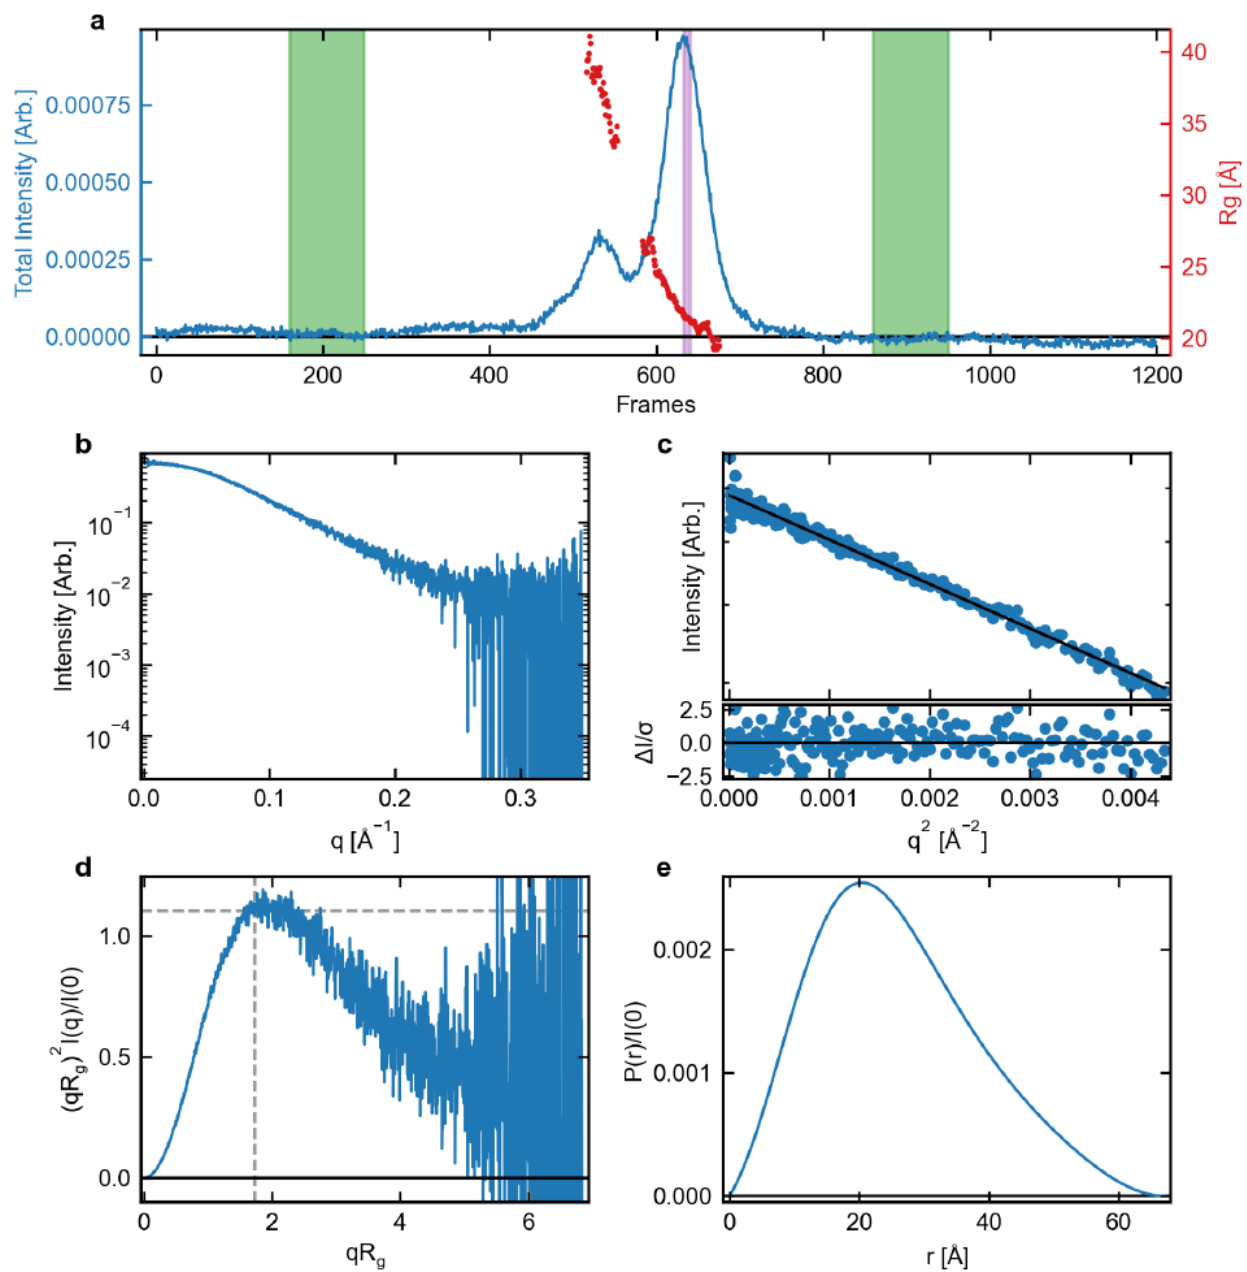 a
Total Intensity [Arb.]
0.00075
0.00050
0.00025
0.00000
40
35
30
25
20
Rg [Å]
0 200 400 600 800 1000 1200
Frames
b
Intensity [Arb.]
10⁻¹
10⁻²
10⁻³
10⁻⁴
0.0 0.1 0.2 0.3
q [Å⁻¹]
c
Intensity [Arb.]
ΔI/σ
2.5
0.0
−2.5
0.000 0.001 0.002 0.003 0.004
q² [Å⁻²]
d
(qRg)² I(q)/I(0)
1.0
0.5
0.0
0 2 4 6
qRg
e
P(r)/I(0)
0.002
0.001
0.000
0 20 40 60
r [Å]